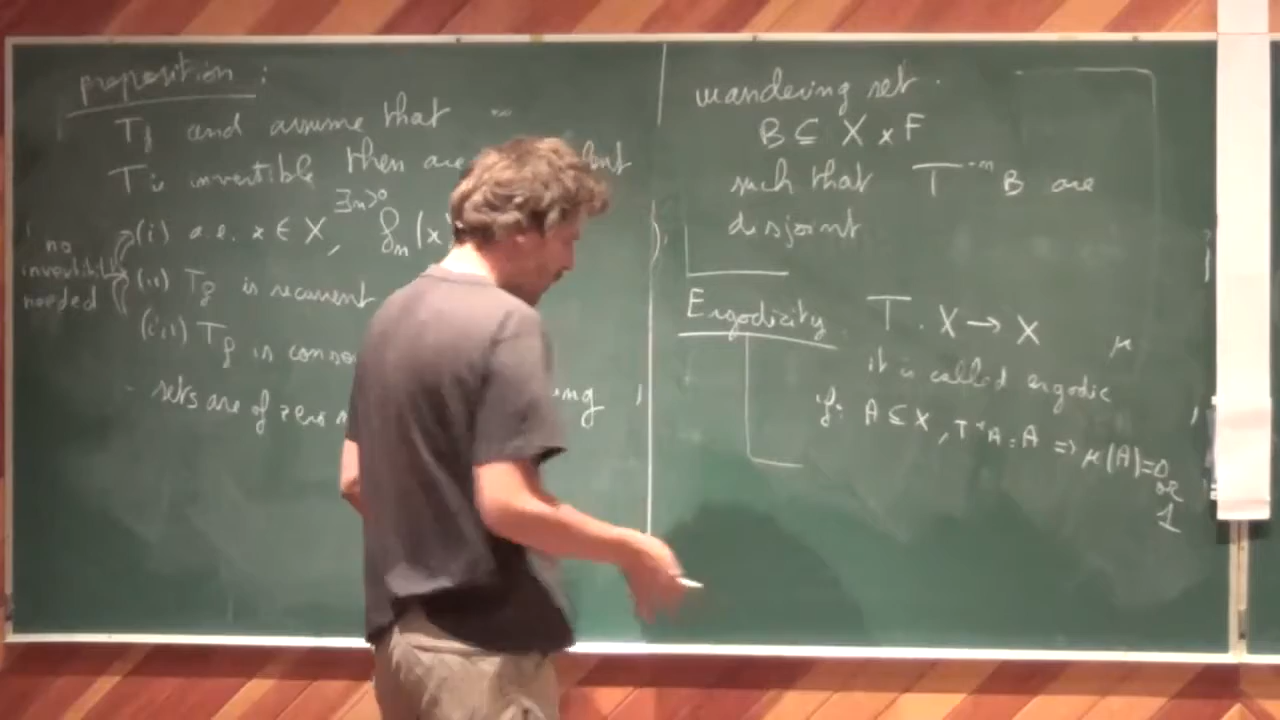 proposition :
T_f and assume that
T is invertible then are
(i) a.e. x ∈ X, ∃n>0 f_n(x
(ii) T_f is recurrent
(iii) T_f is
- sets are of zero
no
invertibility
needed
wandering set.
B ⊆ X × F
such that T^{-n} B are
disjoint
Ergodicity. T : X → X μ
it is called ergodic
if: A ⊆ X, T^{-1}A = A => μ(A)=0
or
1